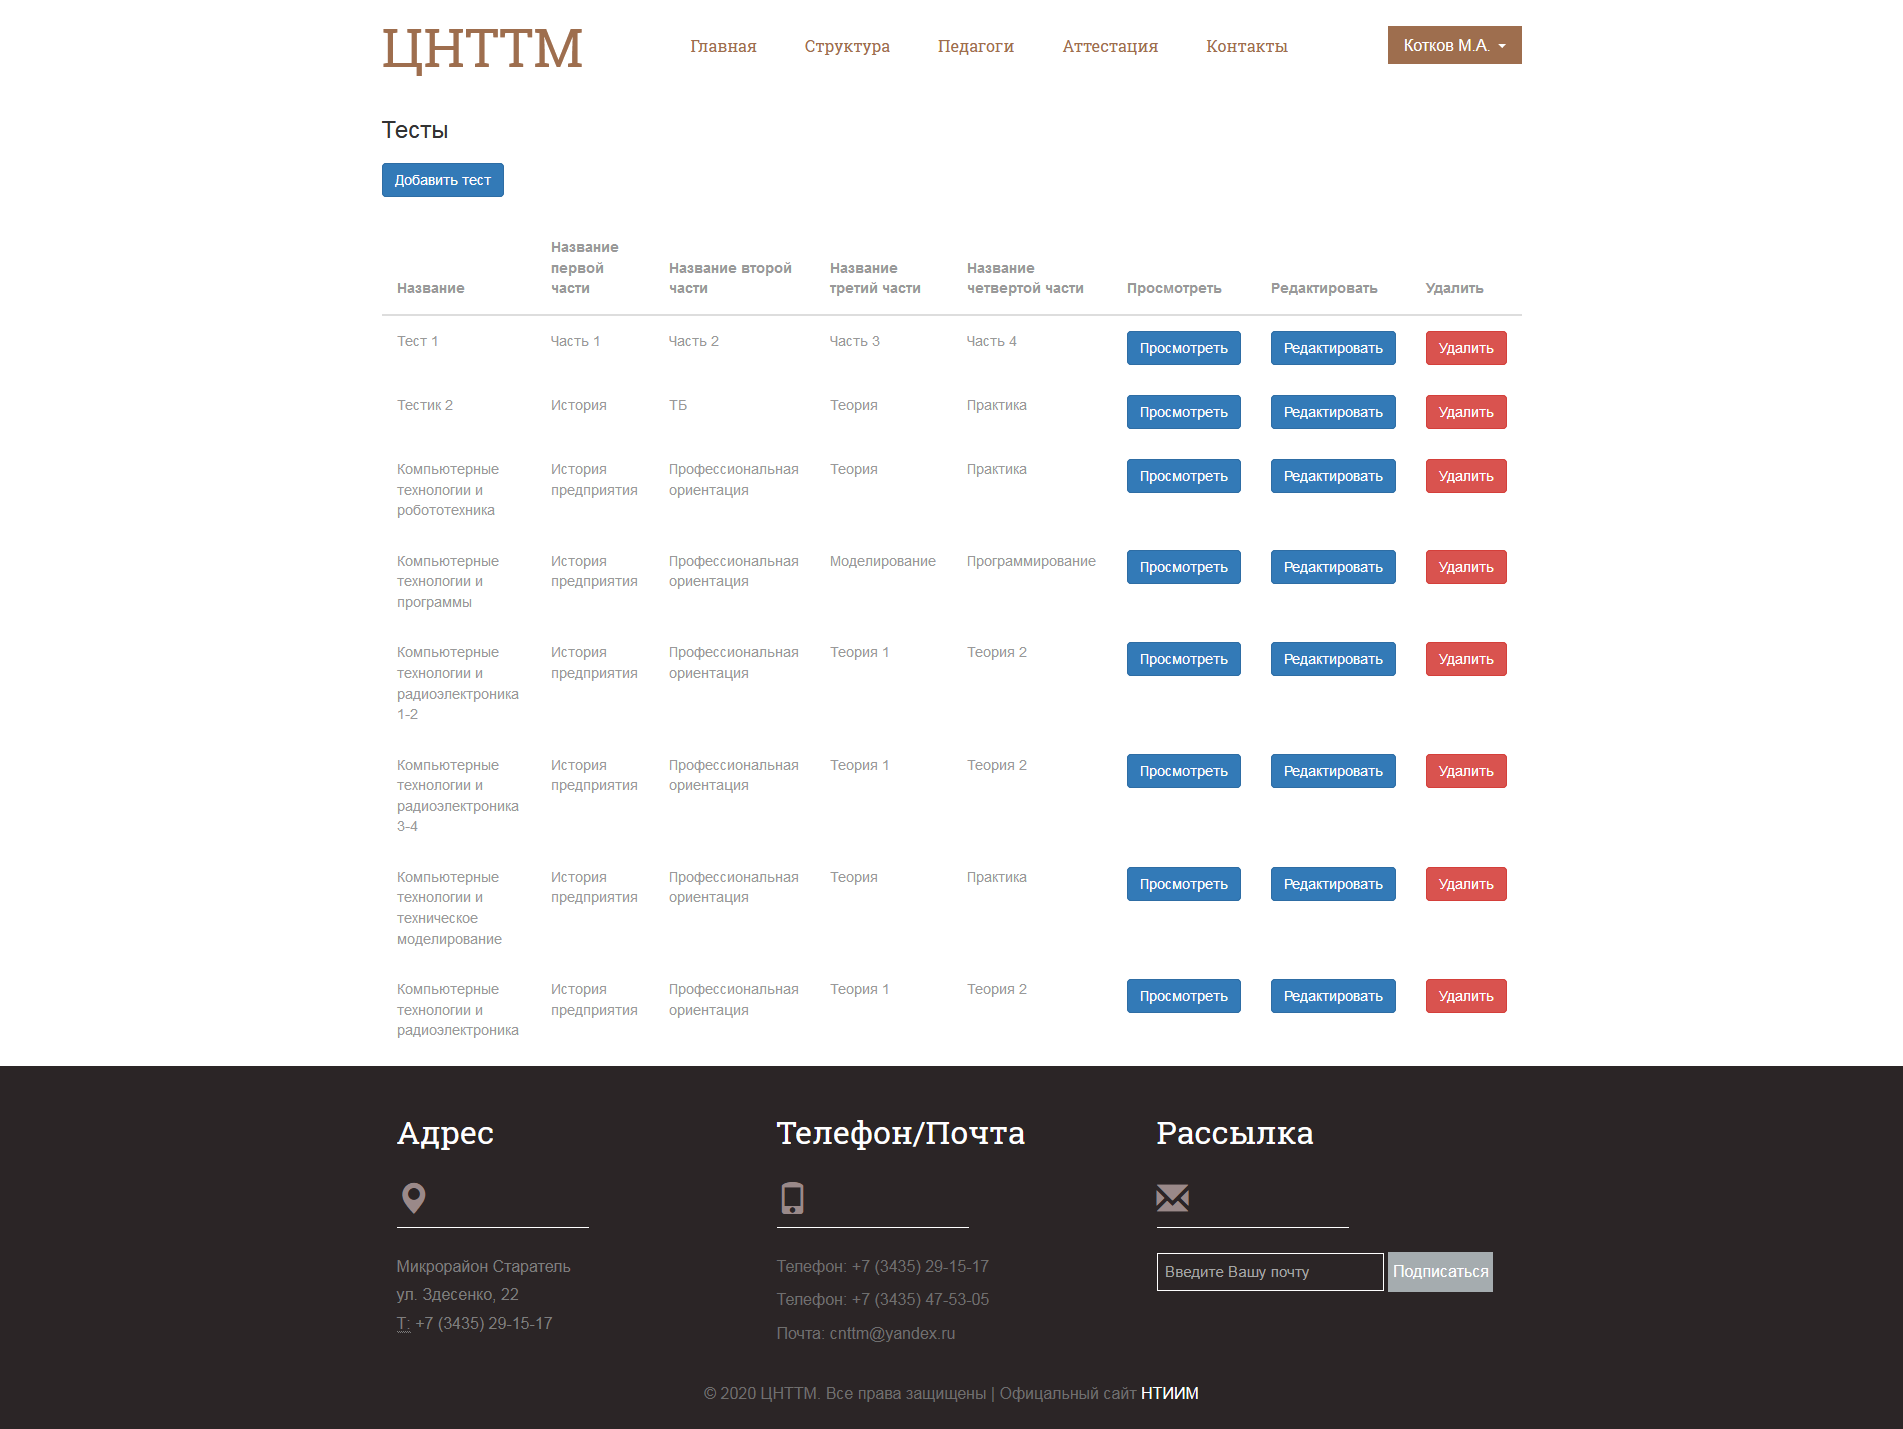 ЦНТТМ
Главная Структура Педагоги Аттестация Контакты
Котков М.А.
Тесты
Добавить тест
Название
Название первой части
Название второй части
Название третий части
Название четвертой части
Просмотреть
Редактировать
Удалить
Тест 1 Часть 1 Часть 2 Часть 3 Часть 4 Просмотреть Редактировать Удалить
Тестик 2 История ТБ Теория Практика Просмотреть Редактировать Удалить
Компьютерные История Профессиональная Теория Практика Просмотреть Редактировать Удалить
технологии и предприятия ориентация
робототехника
Компьютерные История Профессиональная Моделирование Программирование Просмотреть Редактировать Удалить
технологии и предприятия ориентация
программы
Компьютерные История Профессиональная Теория 1 Теория 2 Просмотреть Редактировать Удалить
технологии и предприятия ориентация
радиоэлектроника
1-2
Компьютерные История Профессиональная Теория 1 Теория 2 Просмотреть Редактировать Удалить
технологии и предприятия ориентация
радиоэлектроника
3-4
Компьютерные История Профессиональная Теория Практика Просмотреть Редактировать Удалить
технологии и предприятия ориентация
техническое
моделирование
Компьютерные История Профессиональная Теория 1 Теория 2 Просмотреть Редактировать Удалить
технологии и предприятия ориентация
радиоэлектроника
Адрес
Микрорайон Старатель
ул. Здесенко, 22
Т: +7 (3435) 29-15-17
Телефон/Почта
Телефон: +7 (3435) 29-15-17
Телефон: +7 (3435) 47-53-05
Почта: cnttm@yandex.ru
Рассылка
Введите Вашу почту Подписаться
© 2020 ЦНТТМ. Все права защищены | Офицальный сайт НТИИМ